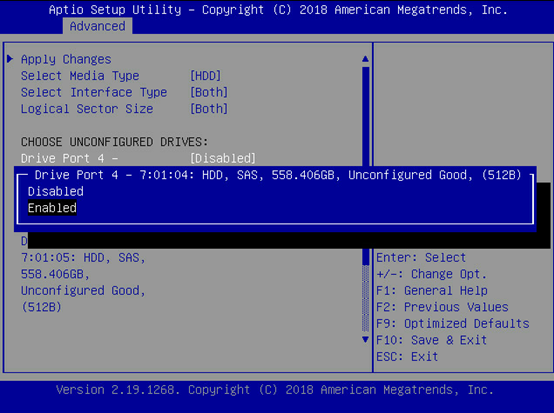 Aptio Setup Utility – Copyright (C) 2018 American Megatrends, Inc.
Advanced
Apply Changes
Select Media Type [HDD]
Select Interface Type [Both]
Logical Sector Size [Both]
CHOOSE UNCONFIGURED DRIVES:
Drive Port 4 – [Disabled]
Drive Port 4 - 7:01:04: HDD, SAS, 558.406GB, Unconfigured Good, (512B)
Disabled
Enabled
D
7:01:05: HDD, SAS,
558.406GB,
Unconfigured Good,
(512B)
Enter: Select
+/-: Change Opt.
F1: General Help
F2: Previous Values
F9: Optimized Defaults
F10: Save & Exit
ESC: Exit
Version 2.19.1268. Copyright (C) 2018 American Megatrends, Inc.